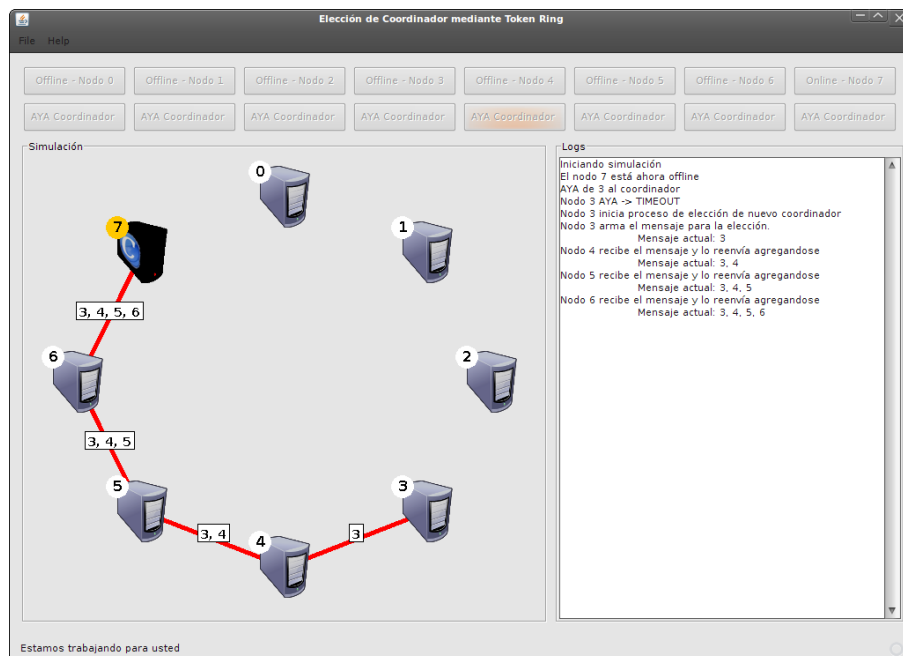 Elección de Coordinador mediante Token Ring
File Help
Offline - Nodo 0 Offline - Nodo 1 Offline - Nodo 2 Offline - Nodo 3 Offline - Nodo 4 Offline - Nodo 5 Offline - Nodo 6 Online - Nodo 7
AYA Coordinador AYA Coordinador AYA Coordinador AYA Coordinador AYA Coordinador AYA Coordinador AYA Coordinador AYA Coordinador
Simulación
0
1
7
3, 4, 5, 6
6
2
3, 4, 5
5
3
3, 4
4
3
Logs
Iniciando simulación
El nodo 7 está ahora offline
AYA de 3 al coordinador
Nodo 3 AYA -> TIMEOUT
Nodo 3 inicia proceso de elección de nuevo coordinador
Nodo 3 arma el mensaje para la elección.
Mensaje actual: 3
Nodo 4 recibe el mensaje y lo reenvía agregandose
Mensaje actual: 3, 4
Nodo 5 recibe el mensaje y lo reenvía agregandose
Mensaje actual: 3, 4, 5
Nodo 6 recibe el mensaje y lo reenvía agregandose
Mensaje actual: 3, 4, 5, 6
Estamos trabajando para usted